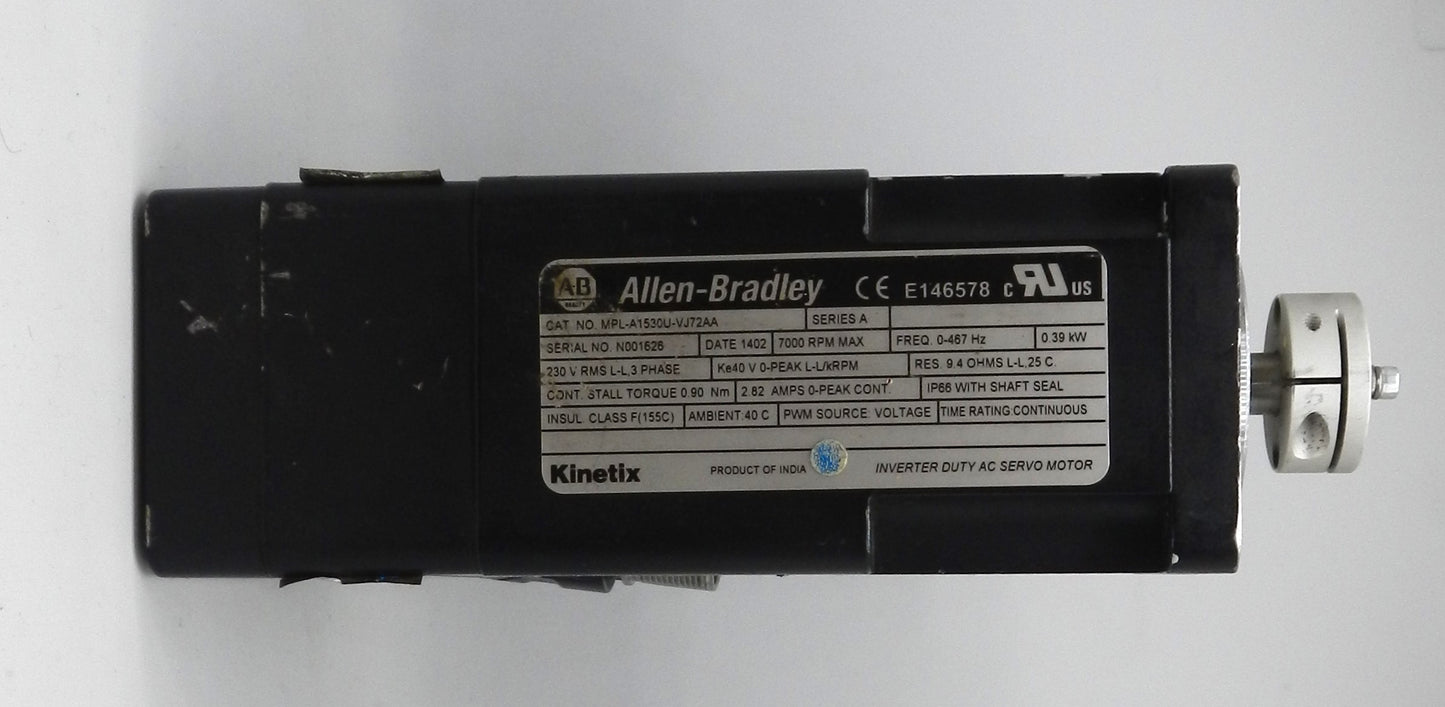 AB Allen-Bradley CE E146578 c RU US
CAT. NO. MPL-A1530U-VJ72AA SERIES A
SERIAL NO. N001626 DATE 1402 7000 RPM MAX FREQ. 0-467 Hz 0.39 kW
230 V RMS L-L,3 PHASE Ke40 V 0-PEAK L-L/kRPM RES. 9.4 OHMS L-L,25 C.
CONT. STALL TORQUE 0.90 Nm 2.82 AMPS 0-PEAK CONT. IP66 WITH SHAFT SEAL
INSUL. CLASS F(155C) AMBIENT:40 C PWM SOURCE: VOLTAGE TIME RATING CONTINUOUS
Kinetix PRODUCT OF INDIA INVERTER DUTY AC SERVO MOTOR